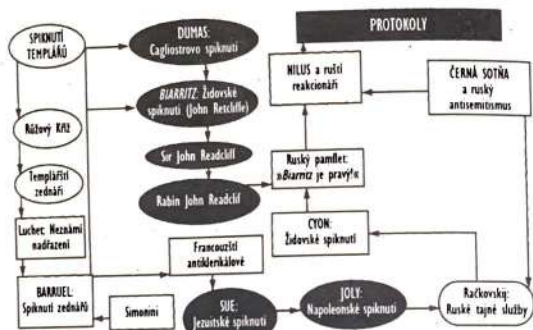 SPIKNUTÍ
TEMPLÁŘŮ
DUMAS:
Cagliostrovo spiknutí
PROTOKOLY
BIARRITZ: Židovské
spiknutí (John Retcliffe)
NILUS a ruští
reakcionáři
ČERNÁ SOTŇA
a ruský
antisemitismus
Růžový Kříž
Sir John Readcliff
Templářští
zednáři
Rabín John Readclif
Ruský pamflet:
»Biarritz
je pravý!«
Luchet: Neznámí
nadřazení
CYON:
Židovské spiknutí
Francouzští
antiklerikálové
BARRUEL:
Spiknutí zednářů
Simonini
SUE:
Jezuitské spiknutí
JOLY:
Napoleonské spiknutí
Račkovskij:
Ruské tajné služby